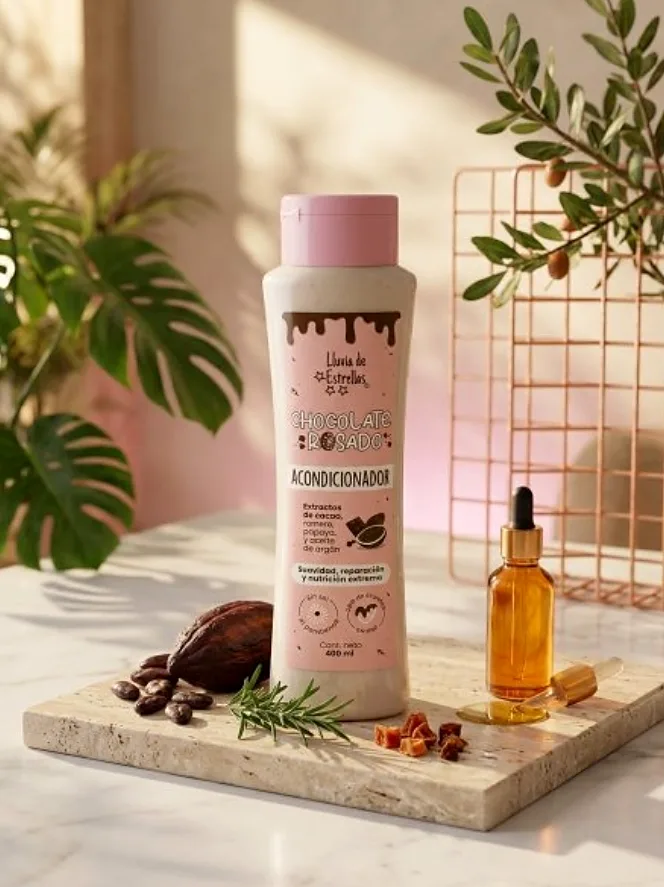 Lluvia de
Estrellas
CHOCOLATE
ROSADO
ACONDICIONADOR
Extractos
de cacao,
romero,
papaya,
y aceite
de argán
Suavidad, reparación
y nutrición extrema
Cont. neto
400 ml